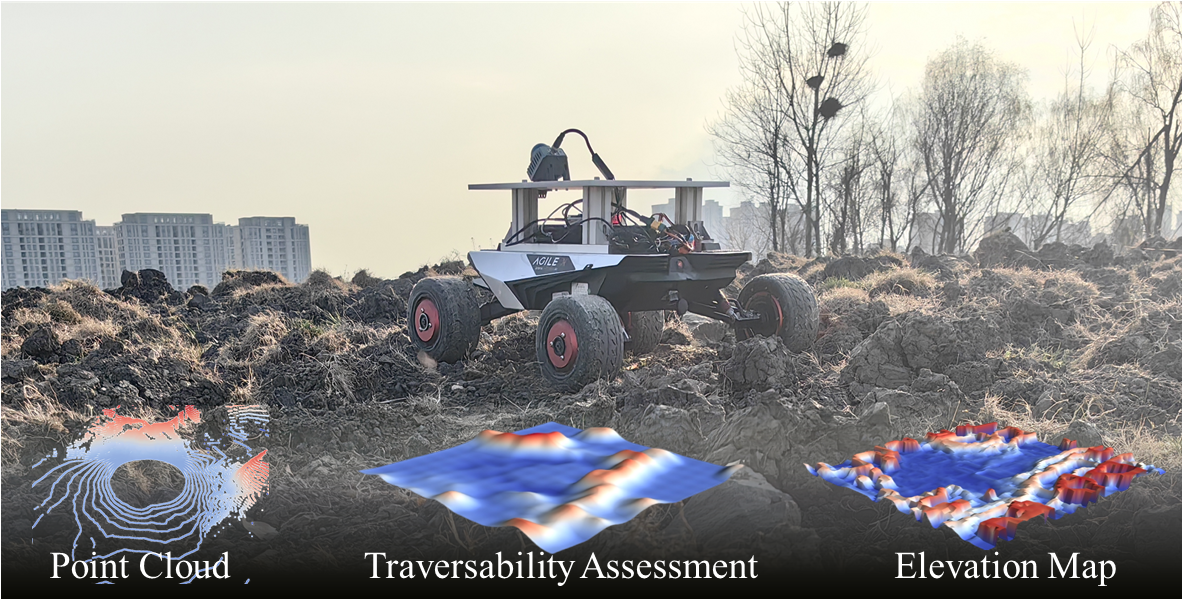 AGILE
Point Cloud
Traversability Assessment
Elevation Map